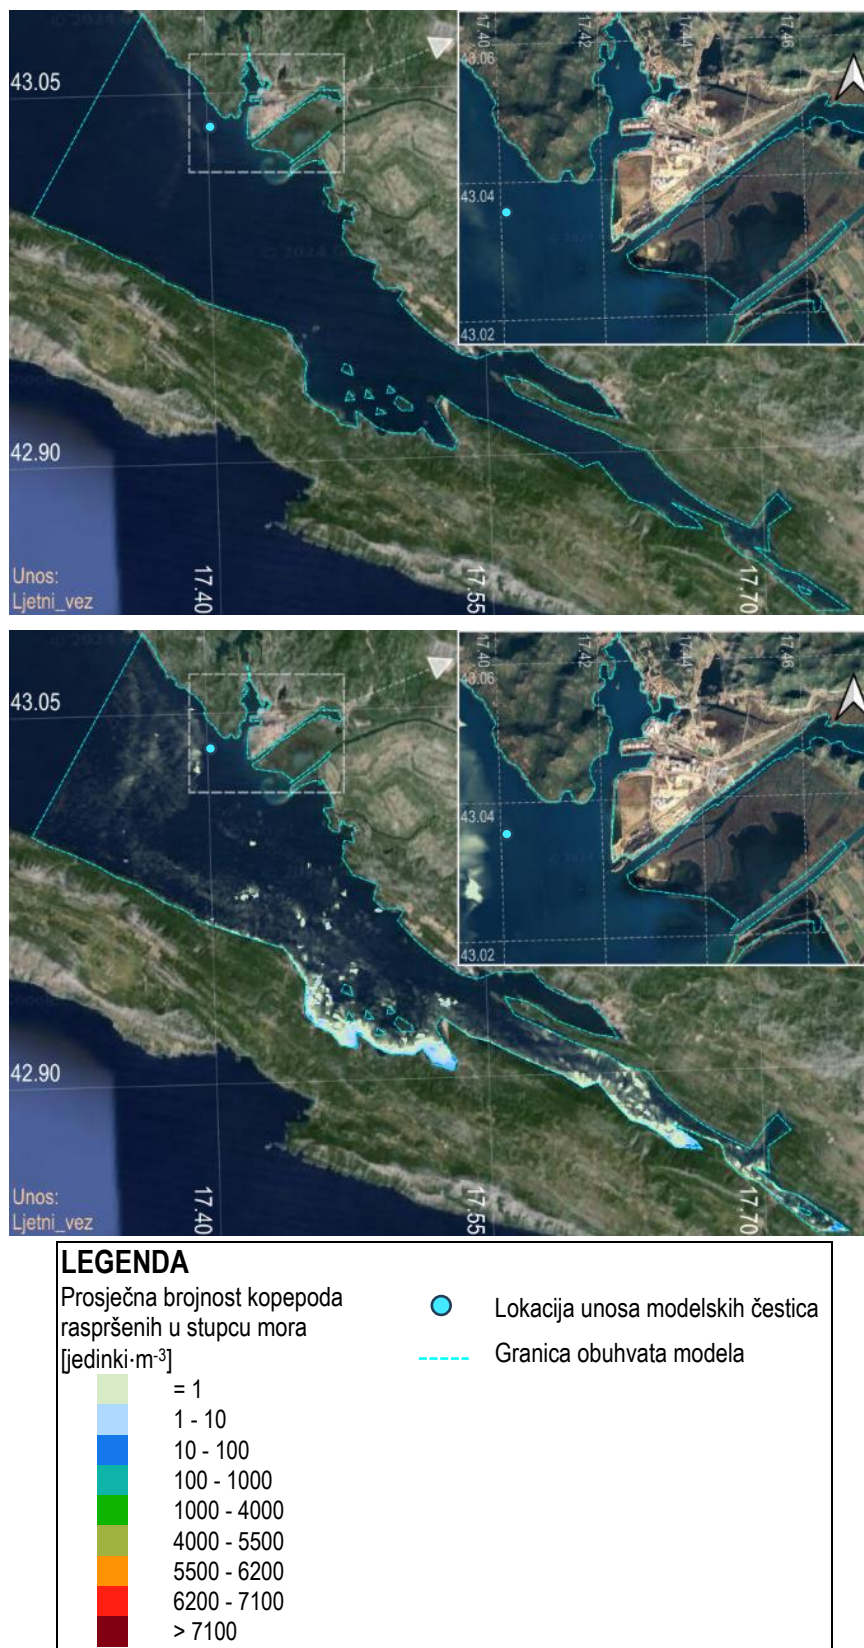 43.05
42.90
17.40
17.55
17.70
Unos:
Ljetni_vez
17.40
17.42
17.44
17.46
43.06
43.04
43.02
43.05
42.90
17.40
17.55
17.70
Unos:
Ljetni_vez
17.40
17.42
17.44
17.46
43.06
43.04
43.02
LEGENDA
Prosječna brojnost kopepoda
raspršenih u stupcu mora
[jedinki·m-3]
= 1
1 - 10
10 - 100
100 - 1000
1000 - 4000
4000 - 5500
5500 - 6200
6200 - 7100
> 7100
Lokacija unosa modelskih čestica
Granica obuhvata modela